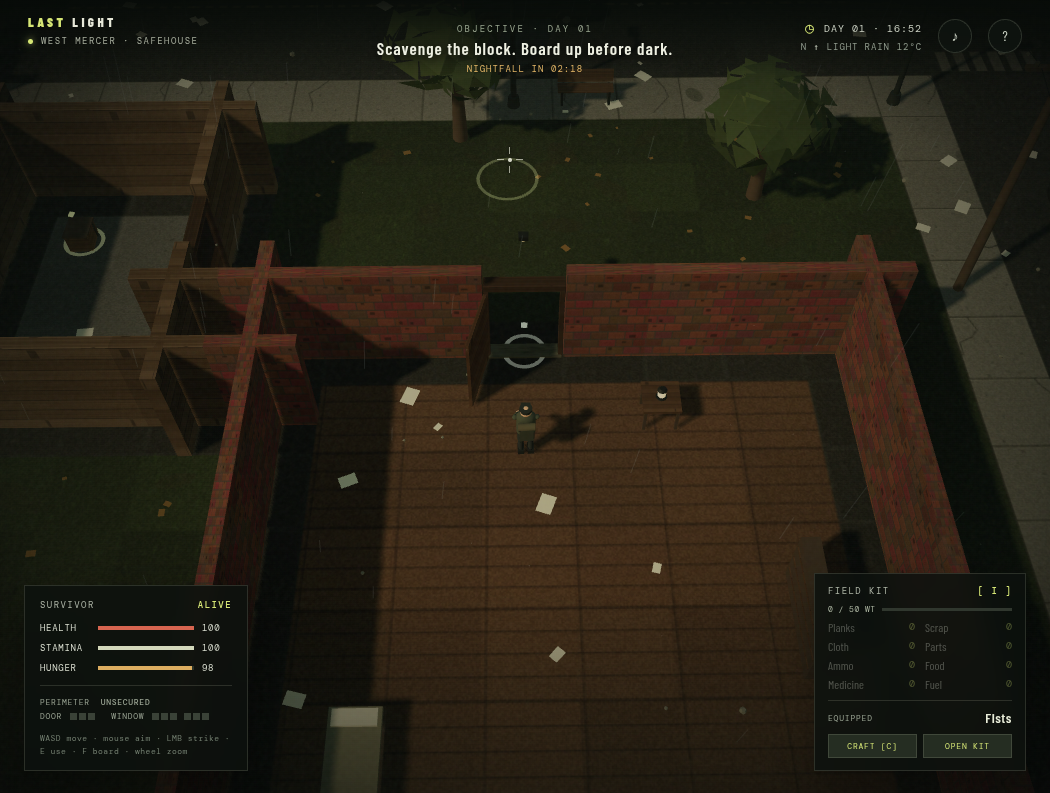 LAST LIGHT
WEST MERCER · SAFEHOUSE
OBJECTIVE · DAY 01
Scavenge the block. Board up before dark.
NIGHTFALL IN 02:18
DAY 01 · 16:52
N ↑ LIGHT RAIN 12°C
♪
?
SURVIVOR ALIVE
HEALTH 100
STAMINA 100
HUNGER 98
PERIMETER UNSECURED
DOOR WINDOW
WASD move · mouse aim · LMB strike ·
E use · F board · wheel zoom
FIELD KIT [ I ]
0 / 50 WT
Planks 0 Scrap 0
Cloth 0 Parts 0
Ammo 0 Food 0
Medicine 0 Fuel 0
EQUIPPED Fists
CRAFT [C] OPEN KIT